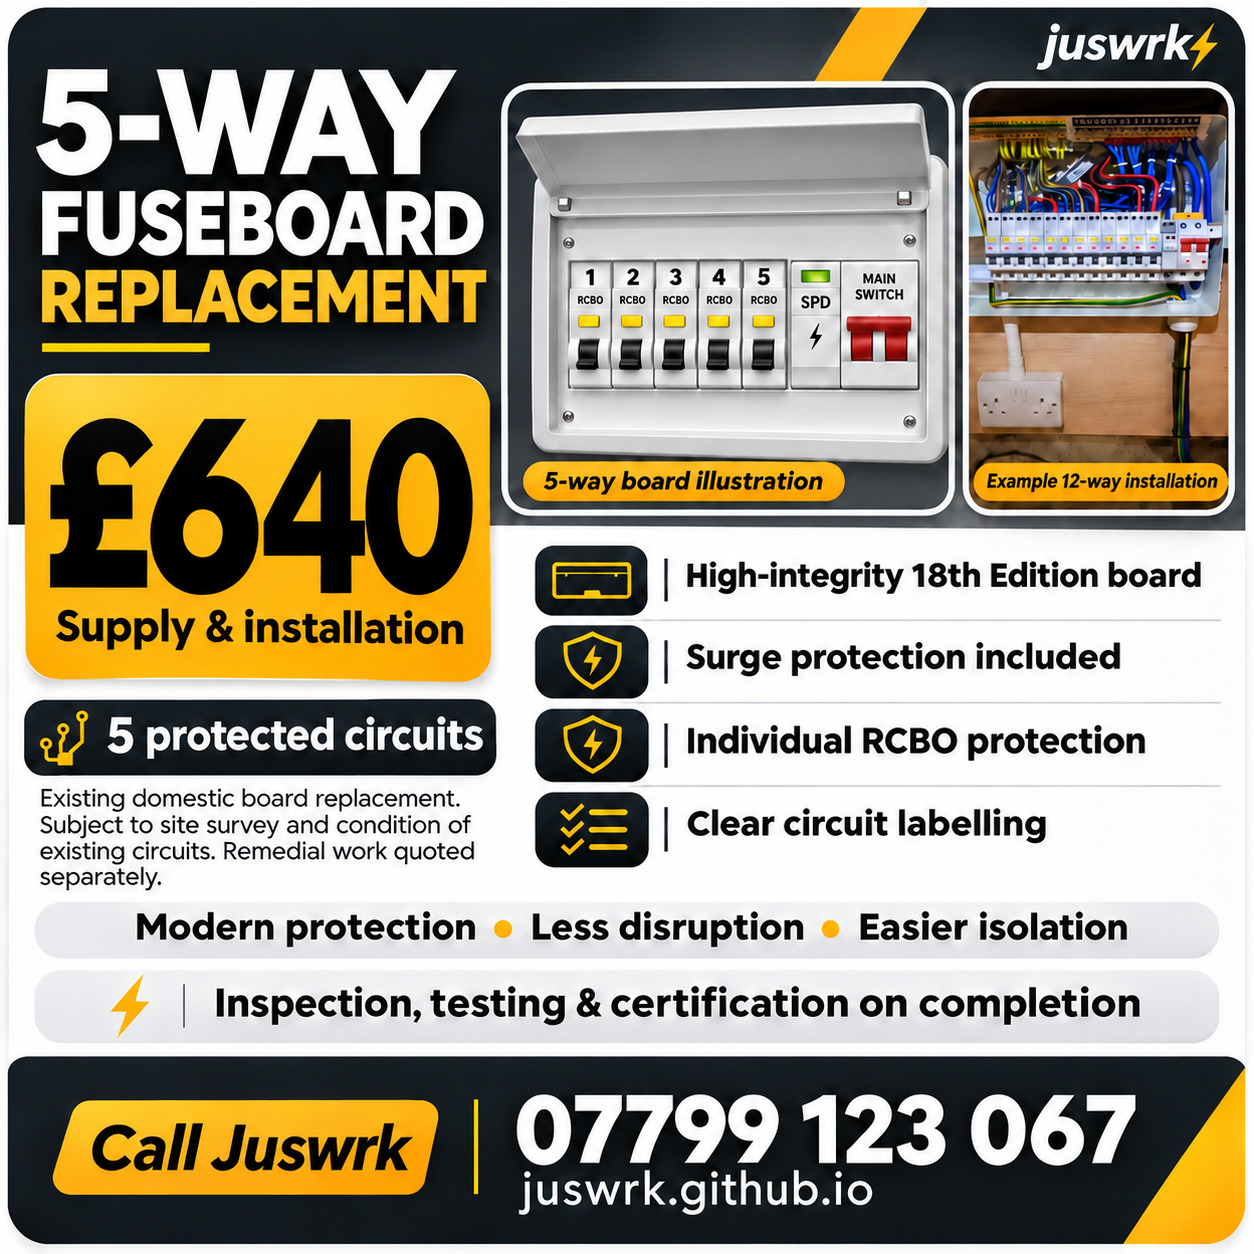 juswrk
5-WAY
FUSEBOARD
REPLACEMENT
£640
Supply & installation
1 2 3 4 5
RCBO RCBO RCBO RCBO RCBO
SPD
MAIN
SWITCH
5-way board illustration
Example 12-way installation
High-integrity 18th Edition board
Surge protection included
Individual RCBO protection
Clear circuit labelling
5 protected circuits
Existing domestic board replacement.
Subject to site survey and condition of
existing circuits. Remedial work quoted
separately.
Modern protection • Less disruption • Easier isolation
Inspection, testing & certification on completion
Call Juswrk
07799 123 067
juswrk.github.io